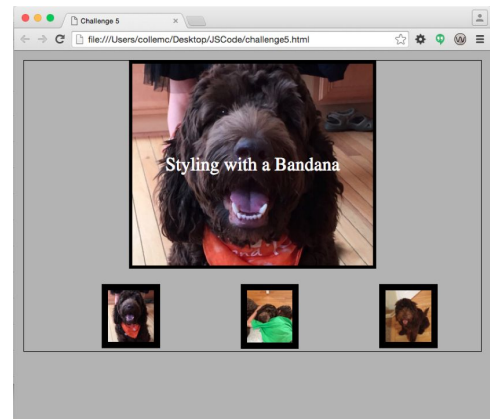 Challenge 5
file:///Users/collemc/Desktop/JSCode/challenge5.html
Styling with a Bandana